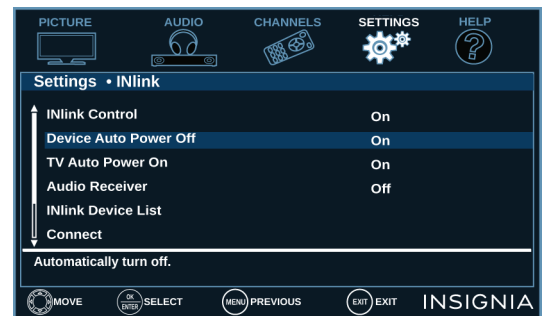 PICTURE AUDIO CHANNELS SETTINGS HELP
Settings • INlink
INlink Control On
Device Auto Power Off On
TV Auto Power On On
Audio Receiver Off
INlink Device List
Connect
Automatically turn off.
MOVE OK ENTER SELECT MENU PREVIOUS EXIT EXIT INSIGNIA